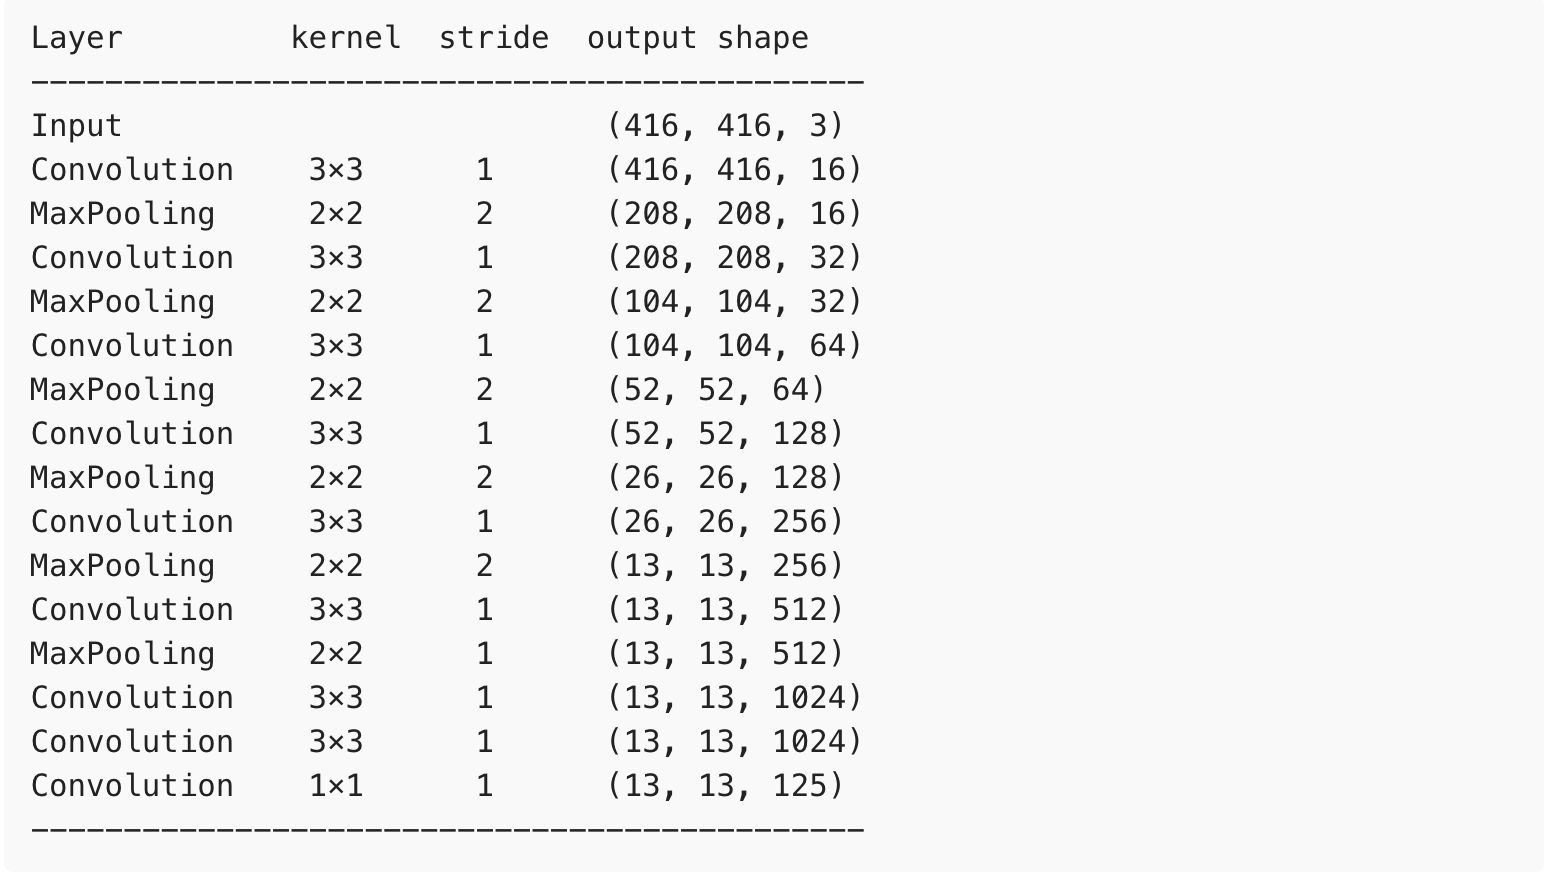 Layer         kernel  stride  output shape
---------------------------------------------
Input                          (416, 416, 3)
Convolution    3×3      1      (416, 416, 16)
MaxPooling     2×2      2      (208, 208, 16)
Convolution    3×3      1      (208, 208, 32)
MaxPooling     2×2      2      (104, 104, 32)
Convolution    3×3      1      (104, 104, 64)
MaxPooling     2×2      2      (52, 52, 64)
Convolution    3×3      1      (52, 52, 128)
MaxPooling     2×2      2      (26, 26, 128)
Convolution    3×3      1      (26, 26, 256)
MaxPooling     2×2      2      (13, 13, 256)
Convolution    3×3      1      (13, 13, 512)
MaxPooling     2×2      1      (13, 13, 512)
Convolution    3×3      1      (13, 13, 1024)
Convolution    3×3      1      (13, 13, 1024)
Convolution    1×1      1      (13, 13, 125)
---------------------------------------------